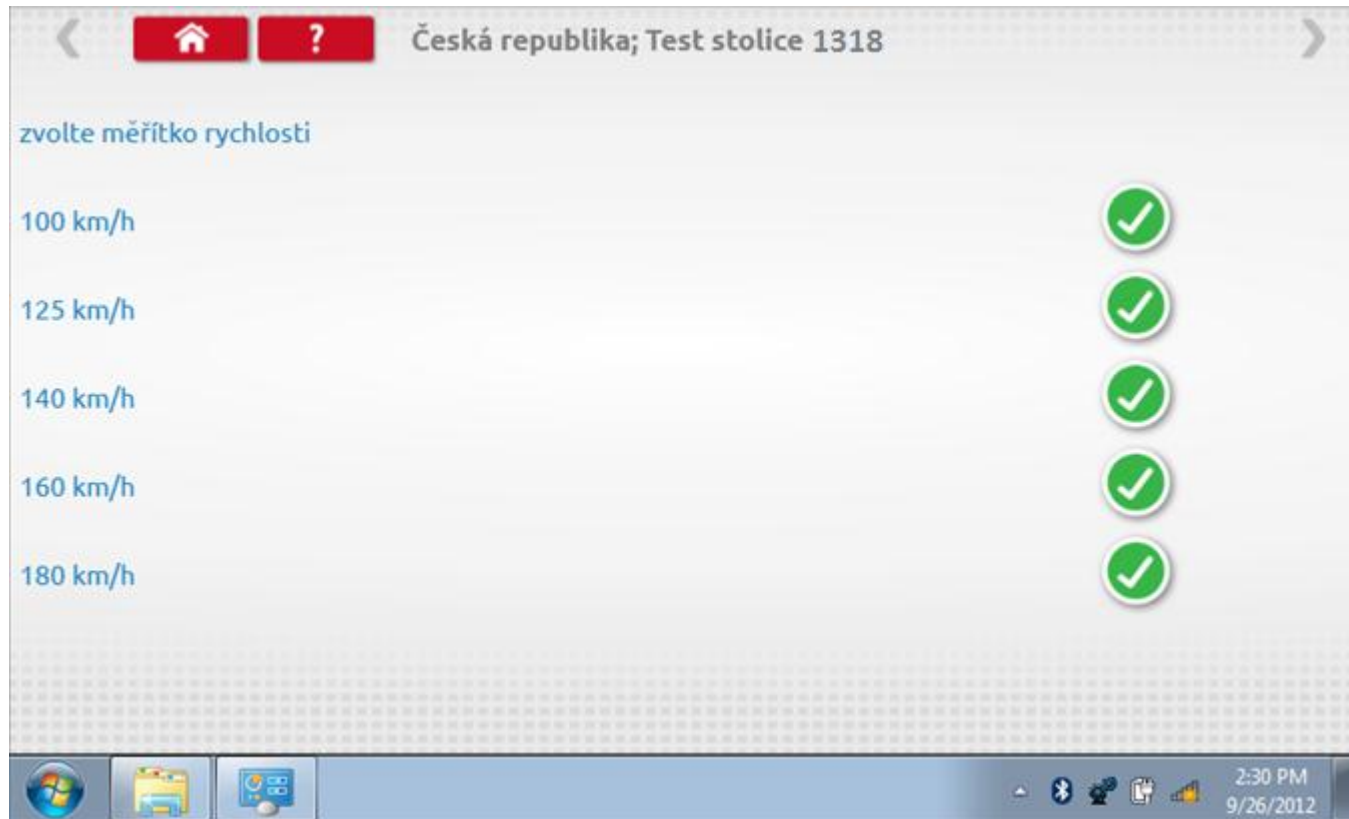 ? Česká republika; Test stolice 1318
zvolte měřítko rychlosti
100 km/h
125 km/h
140 km/h
160 km/h
180 km/h
2:30 PM
9/26/2012